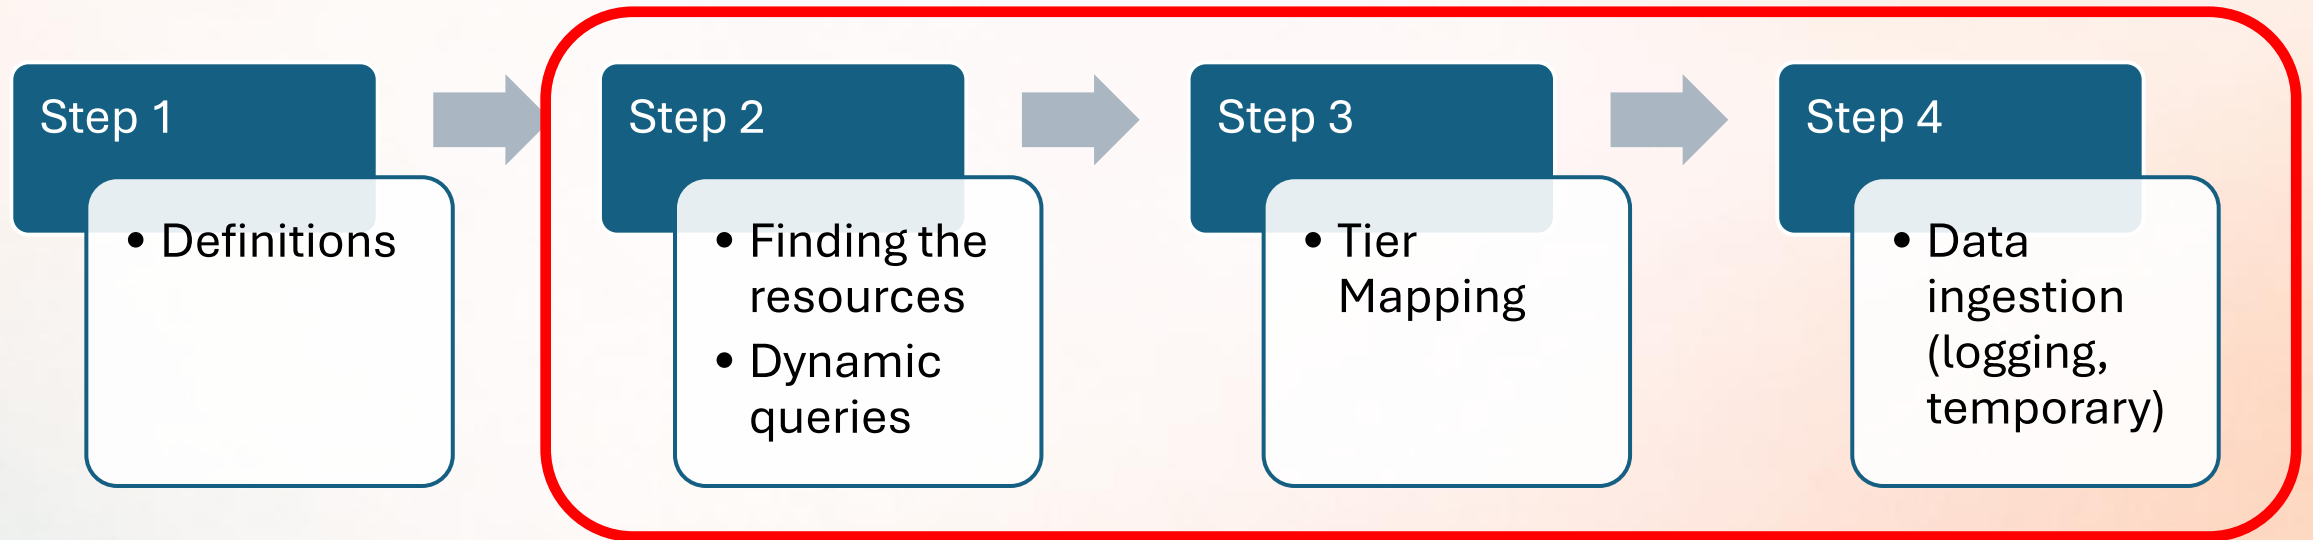 Step 1
• Definitions
Step 2
• Finding the
resources
• Dynamic
queries
Step 3
• Tier
Mapping
Step 4
• Data
ingestion
(logging,
temporary)